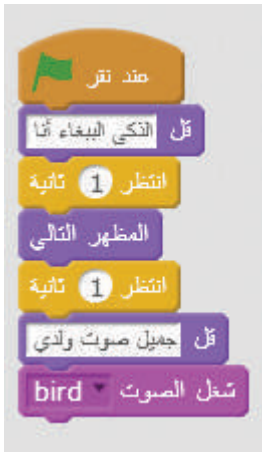 عند نقر
قل الذكي الببغاء أنا
انتظر 1 ثانية
المظهر التالي
انتظر 1 ثانية
قل جميل صوت ولدي
شغل الصوت bird